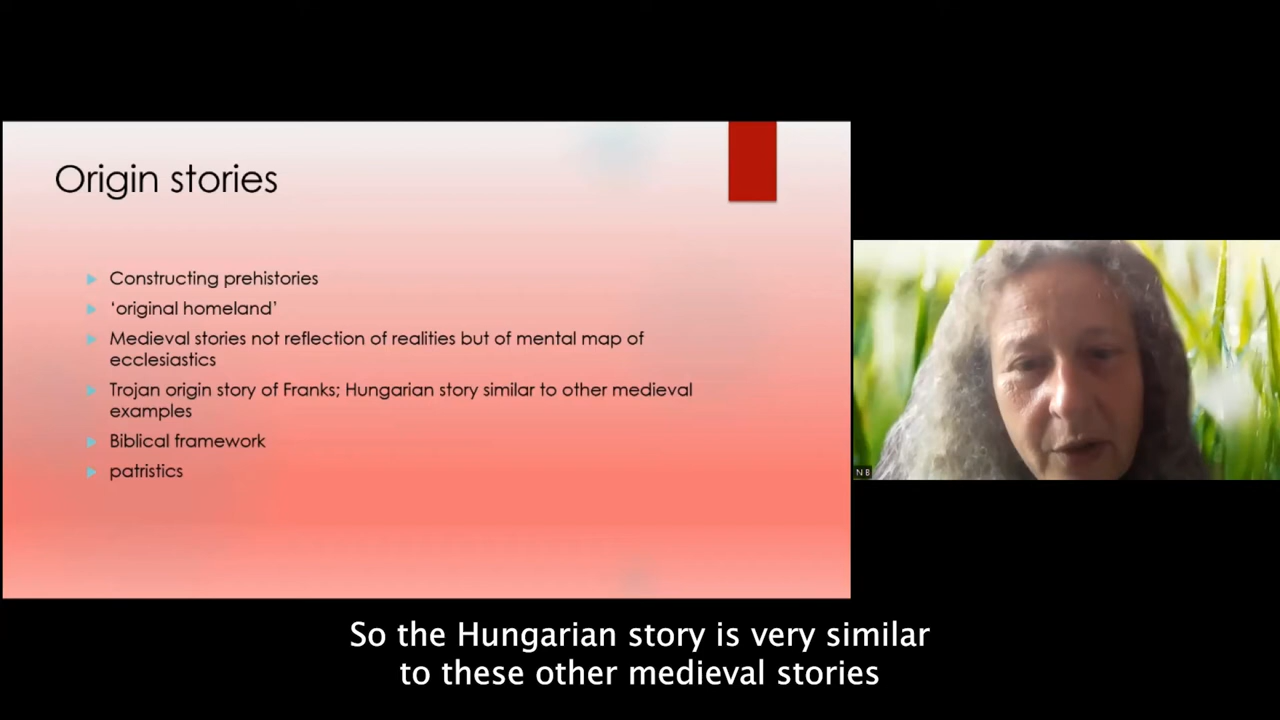 Origin stories
Constructing prehistories
'original homeland'
Medieval stories not reflection of realities but of mental map of
ecclesiastics
Trojan origin story of Franks; Hungarian story similar to other medieval
examples
Biblical framework
patristics
N B
So the Hungarian story is very similar
to these other medieval stories